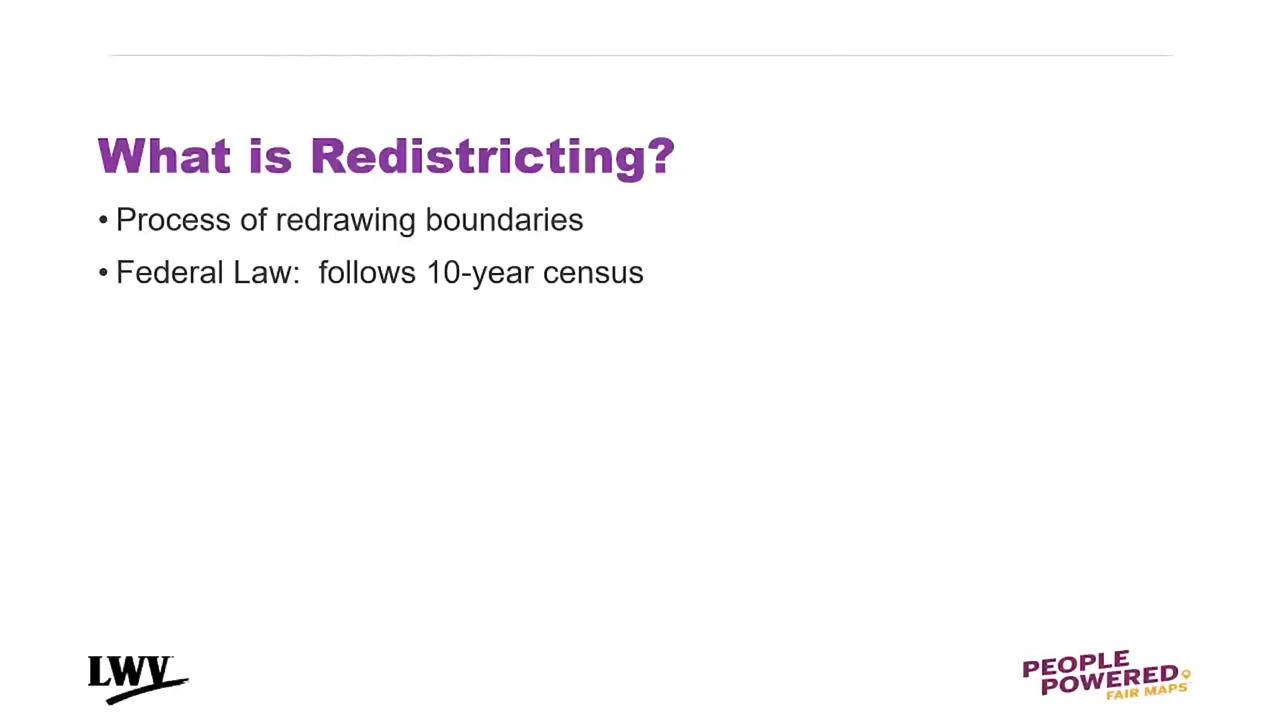 What is Redistricting?
• Process of redrawing boundaries
• Federal Law:  follows 10-year census
LWV
PEOPLE
POWERED
FAIR MAPS